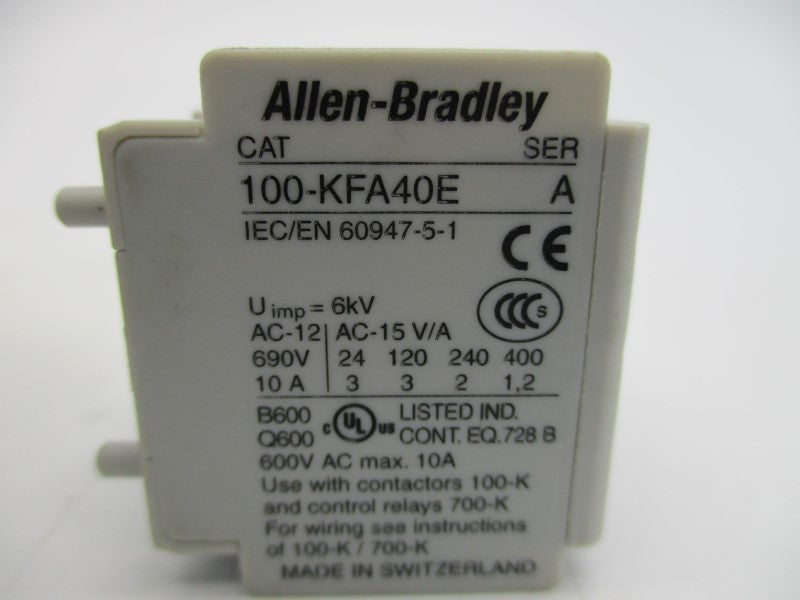 Allen-Bradley
CAT SER
100-KFA40E A
IEC/EN 60947-5-1
CE
U imp = 6kV
CCC S
AC-12 AC-15 V/A
690V 24 120 240 400
10 A 3 3 2 1,2
B600 LISTED IND.
Q600 c UL us CONT. EQ.728 B
600V AC max. 10A
Use with contactors 100-K
and control relays 700-K
For wiring see instructions
of 100-K / 700-K
MADE IN SWITZERLAND